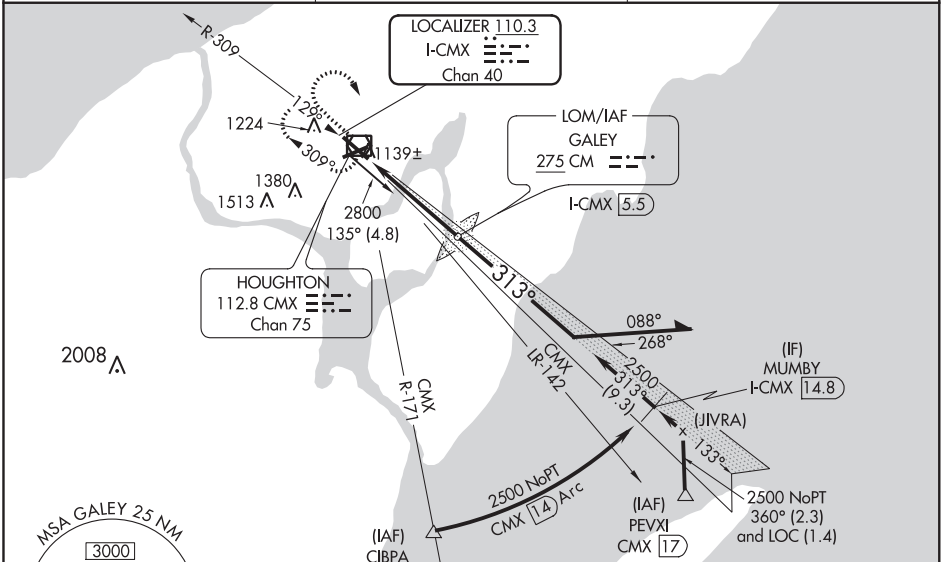 R-309
LOCALIZER 110.3
I-CMX
Chan 40
129°
1224
309°
1139±
LOM/IAF
GALEY
275 CM
I-CMX 5.5
1380
1513
2800
135° (4.8)
HOUGHTON
112.8 CMX
Chan 75
313°
088°
268°
2008
CMX
R-171
CMX
LR-142
2500
313°
(9.3)
(IF)
MUMBY
I-CMX 14.8
(JIVRA)
133°
2500 NoPT
CMX 14 Arc
2500 NoPT
360° (2.3)
and LOC (1.4)
(IAF)
PEVXI
CMX 17
(IAF)
CIBPA
MSA GALEY 25 NM
3000